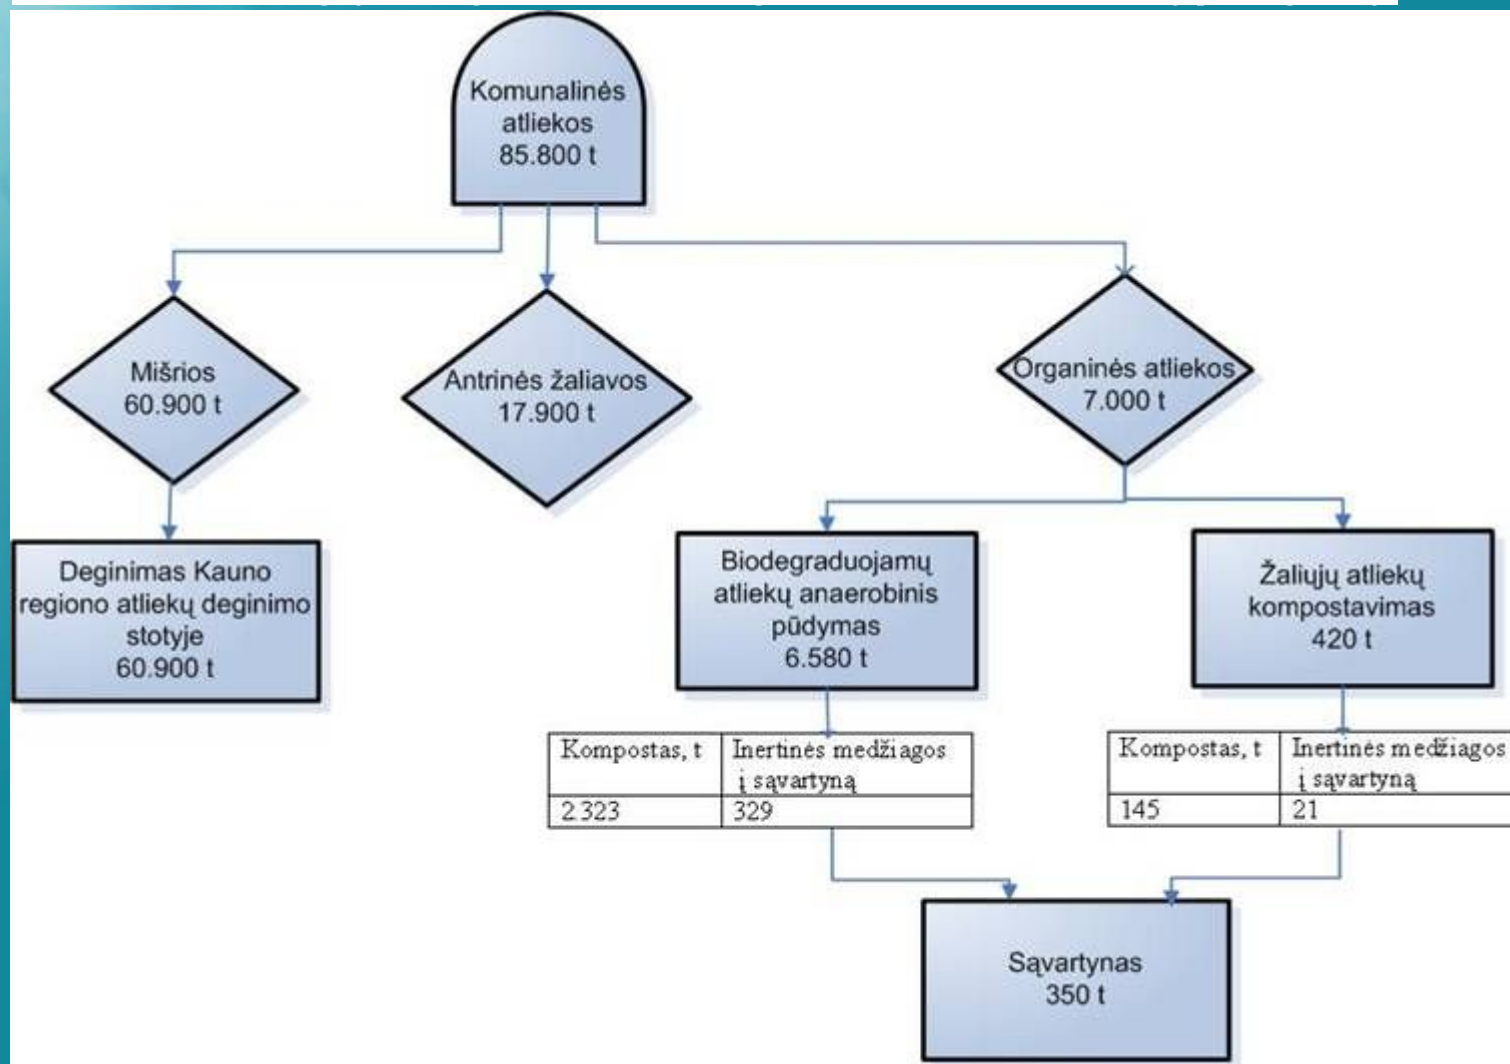 Komunalinės
atliekos
85.800 t
Mišrios
60.900 t
Antrinės žaliavos
17.900 t
Organinės atliekos
7.000 t
Deginimas Kauno
regiono atliekų deginimo
stotyje
60.900 t
Biodegraduojamų
atliekų anaerobinis
pūdymas
6.580 t
Žaliųjų atliekų
kompostavimas
420 t
Kompostas, t
Inertinės medžiagos
į sąvartyną
2.323
329
Kompostas, t
Inertinės medžiagos
į sąvartyną
145
21
Sąvartynas
350 t